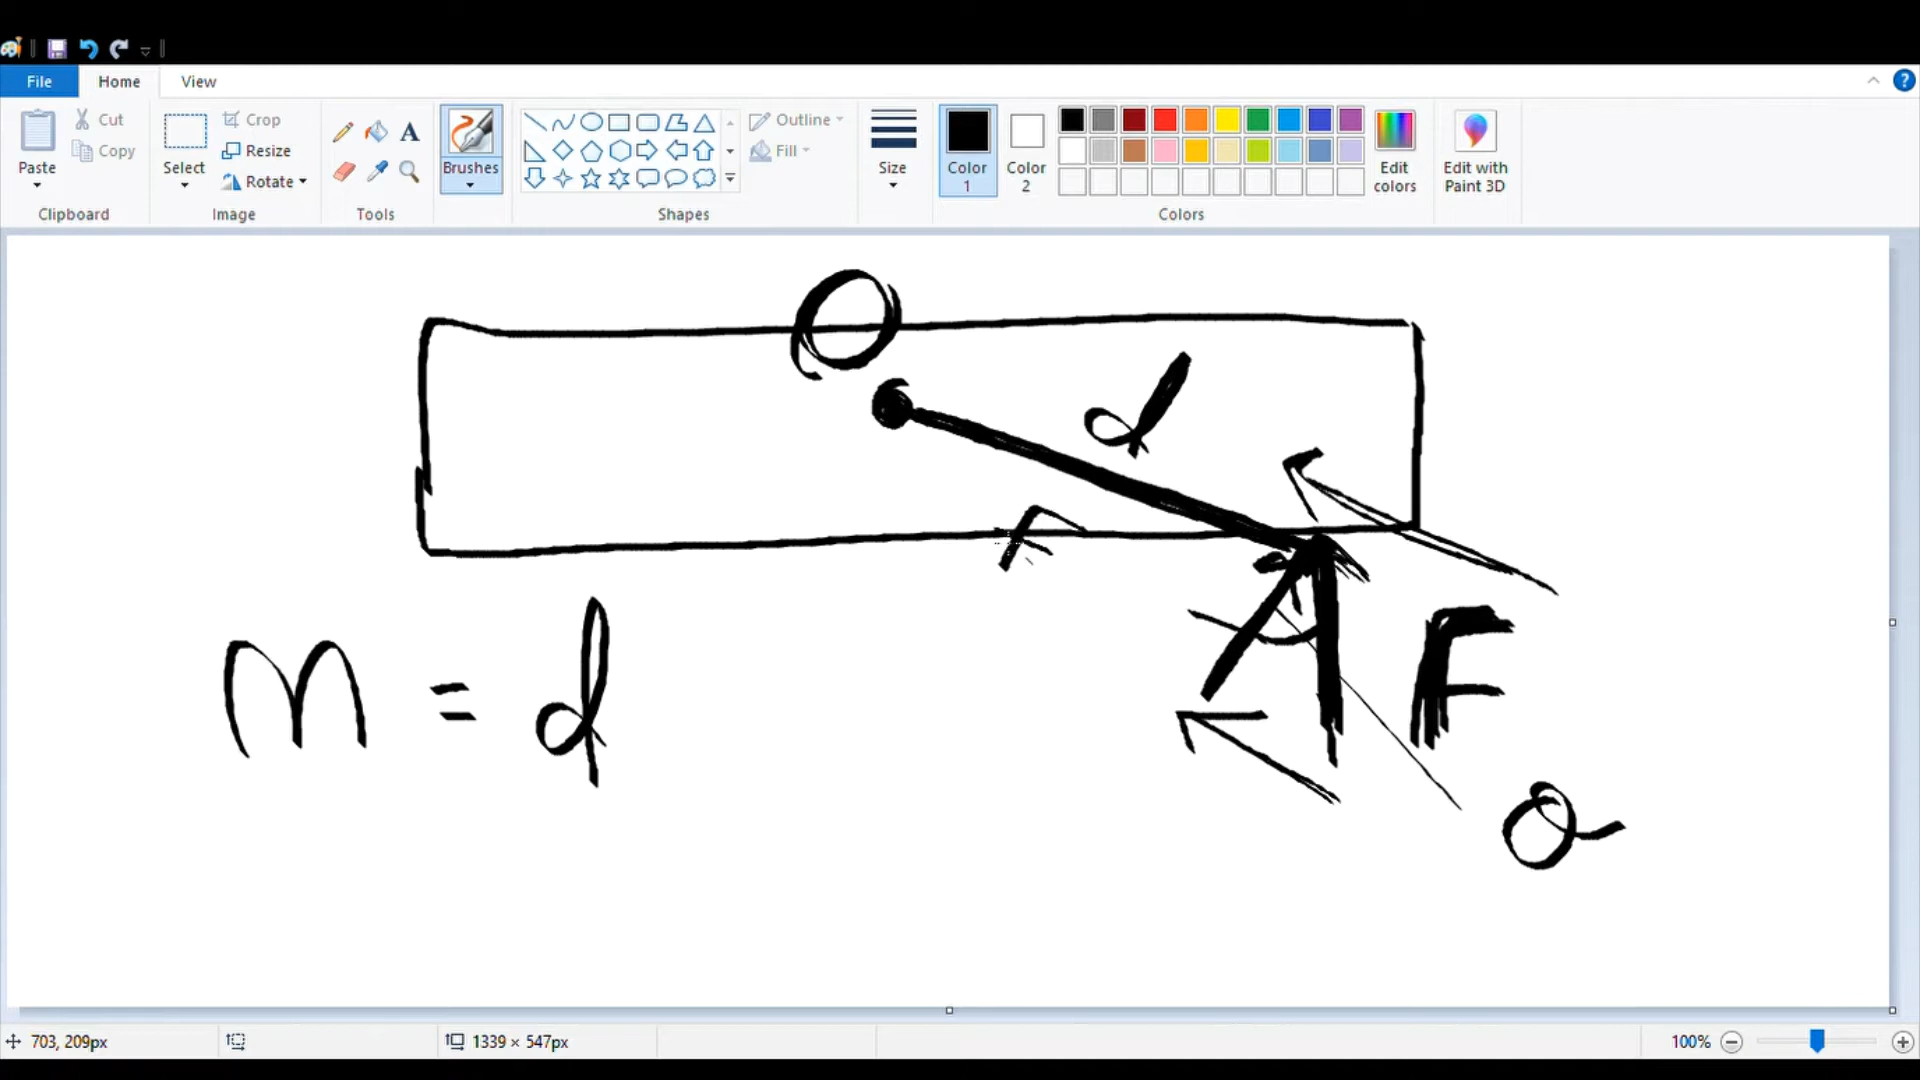 File Home View
Paste
Cut
Copy
Clipboard
Select
Crop
Resize
Rotate
Image
A
Tools
Brushes
Shapes
Outline
Fill
Size
Color 1
Color 2
Edit colors
Colors
Edit with Paint 3D
?
O
d
F
M = d
703, 209px
1339 × 547px
100%